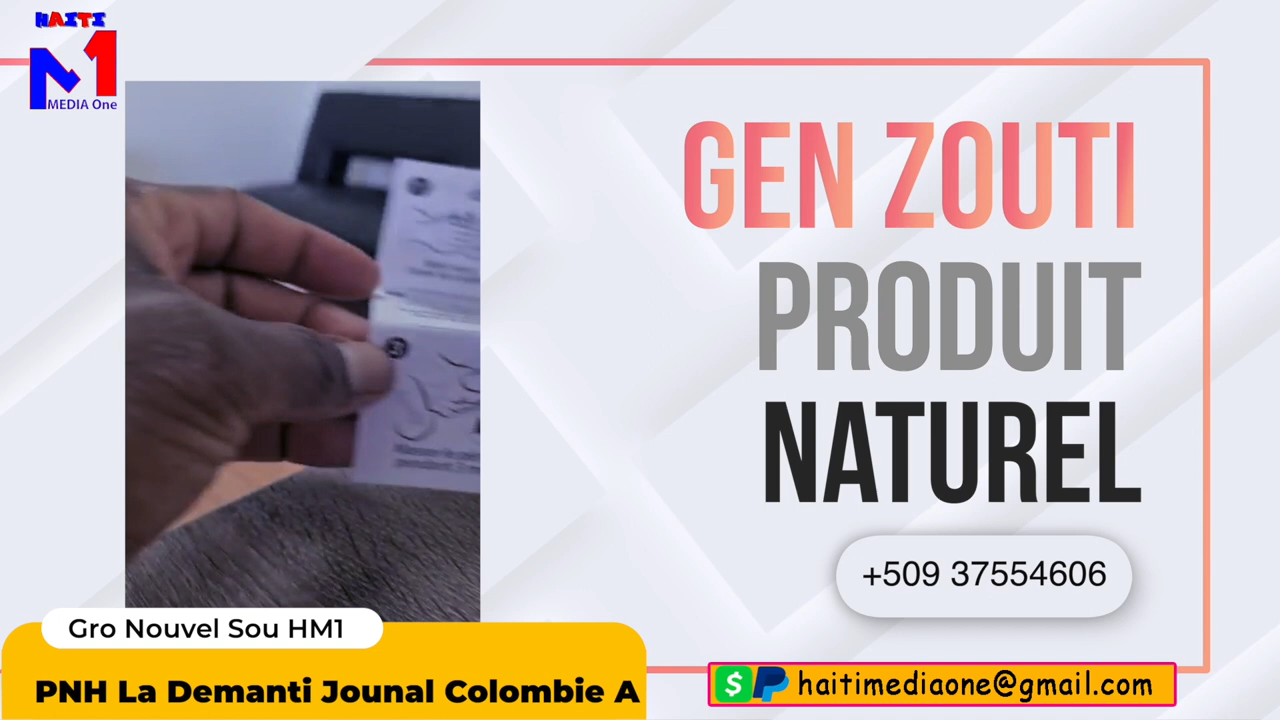 HAITI
M1
MEDIA One
GEN ZOUTI
PRODUIT
NATUREL
+509 37554606
Gro Nouvel Sou HM1
PNH La Demanti Jounal Colombie A
$ P haitimediaone@gmail.com